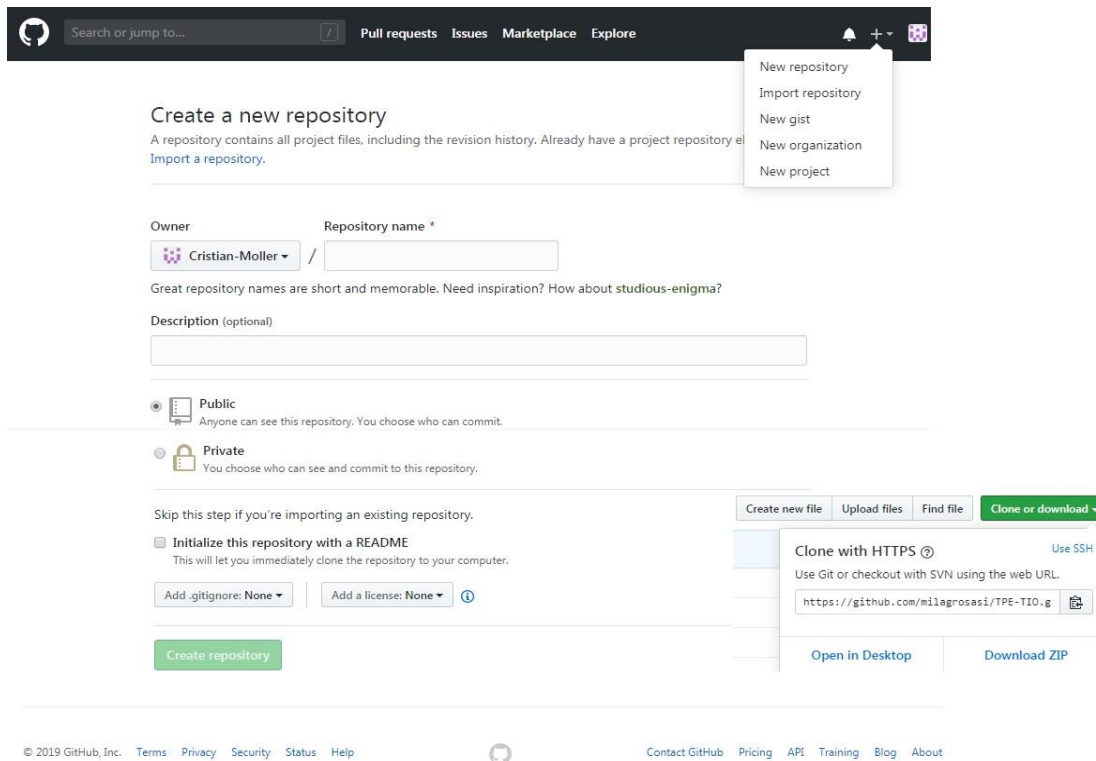 Search or jump to... /
Pull requests Issues Marketplace Explore
New repository
Import repository
New gist
New organization
New project
Create a new repository
A repository contains all project files, including the revision history. Already have a project repository el
Import a repository.
Owner
Repository name *
Cristian-Moller /
Great repository names are short and memorable. Need inspiration? How about studious-enigma?
Description (optional)
Public
Anyone can see this repository. You choose who can commit.
Private
You choose who can see and commit to this repository.
Skip this step if you're importing an existing repository.
Initialize this repository with a README
This will let you immediately clone the repository to your computer.
Add .gitignore: None Add a license: None
Create repository
Create new file Upload files Find file Clone or download
Clone with HTTPS ? Use SSH
Use Git or checkout with SVN using the web URL.
https://github.com/milagrosasi/TPE-TIO.g
Open in Desktop Download ZIP
© 2019 GitHub, Inc. Terms Privacy Security Status Help
Contact GitHub Pricing API Training Blog About